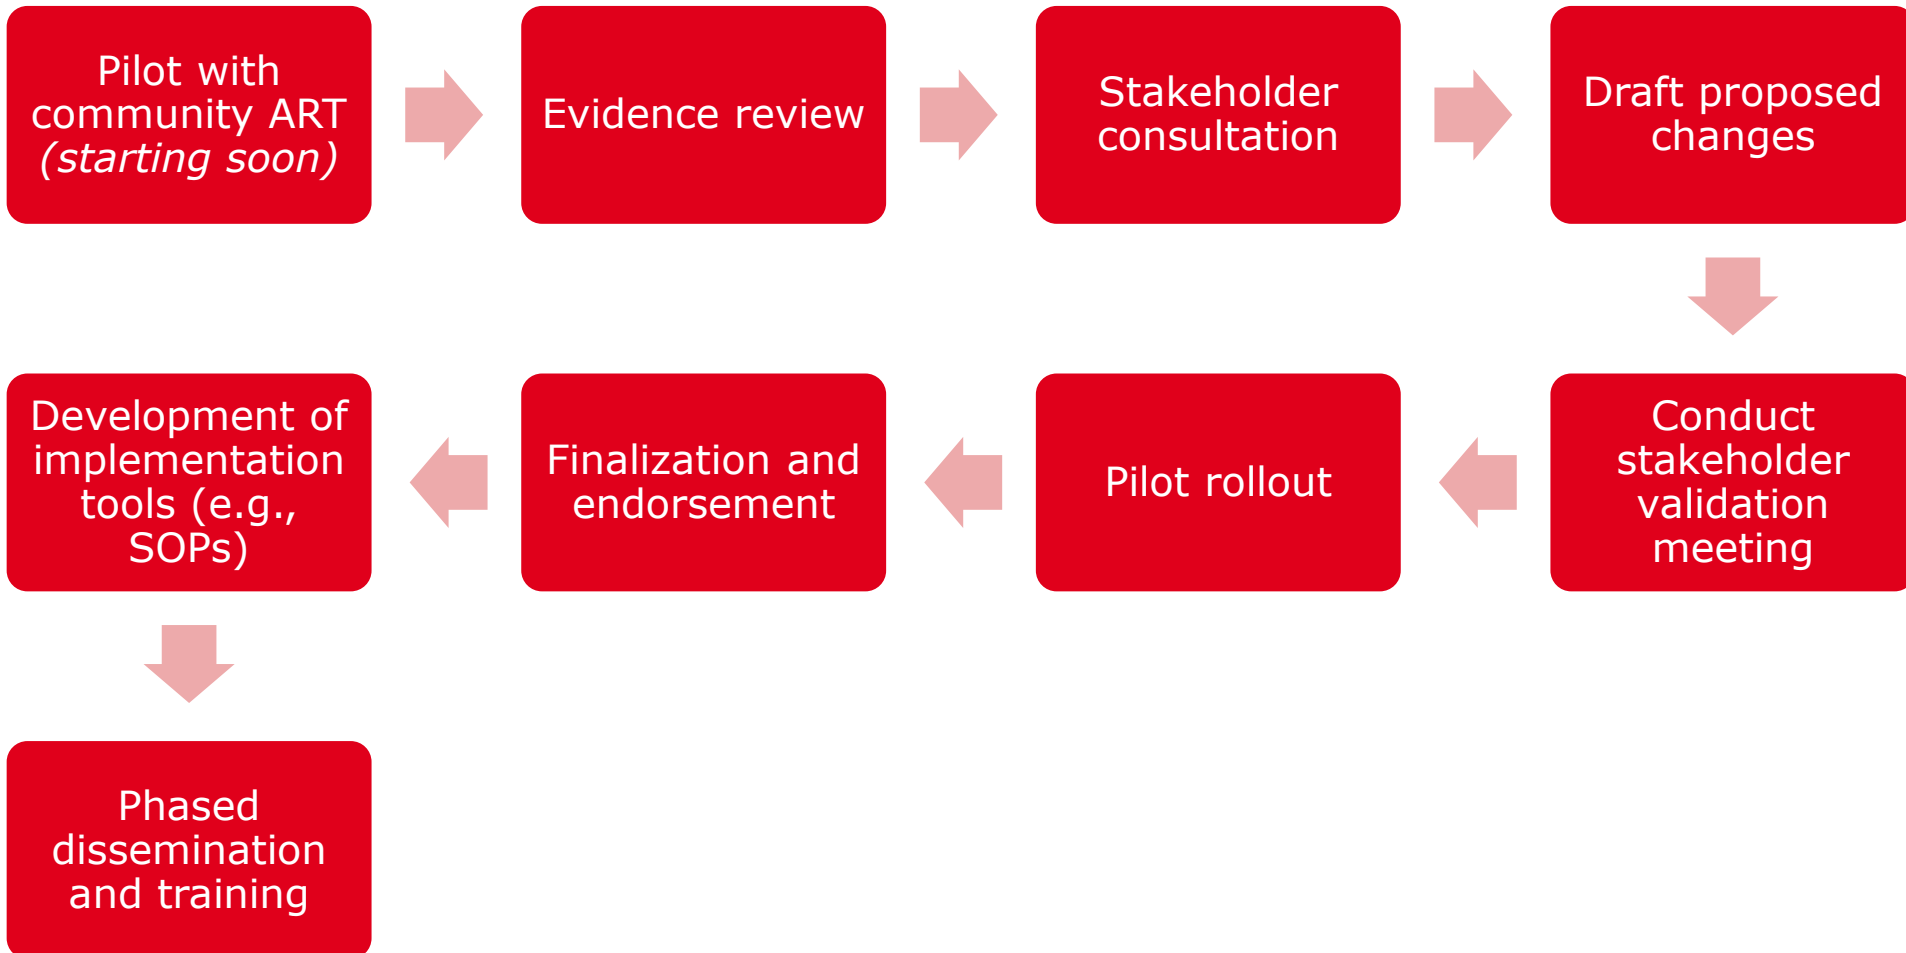 Pilot with
community ART
(starting soon)
Evidence review
Stakeholder
consultation
Draft proposed
changes
Conduct
stakeholder
validation
meeting
Pilot rollout
Finalization and
endorsement
Development of
implementation
tools (e.g.,
SOPs)
Phased
dissemination
and training